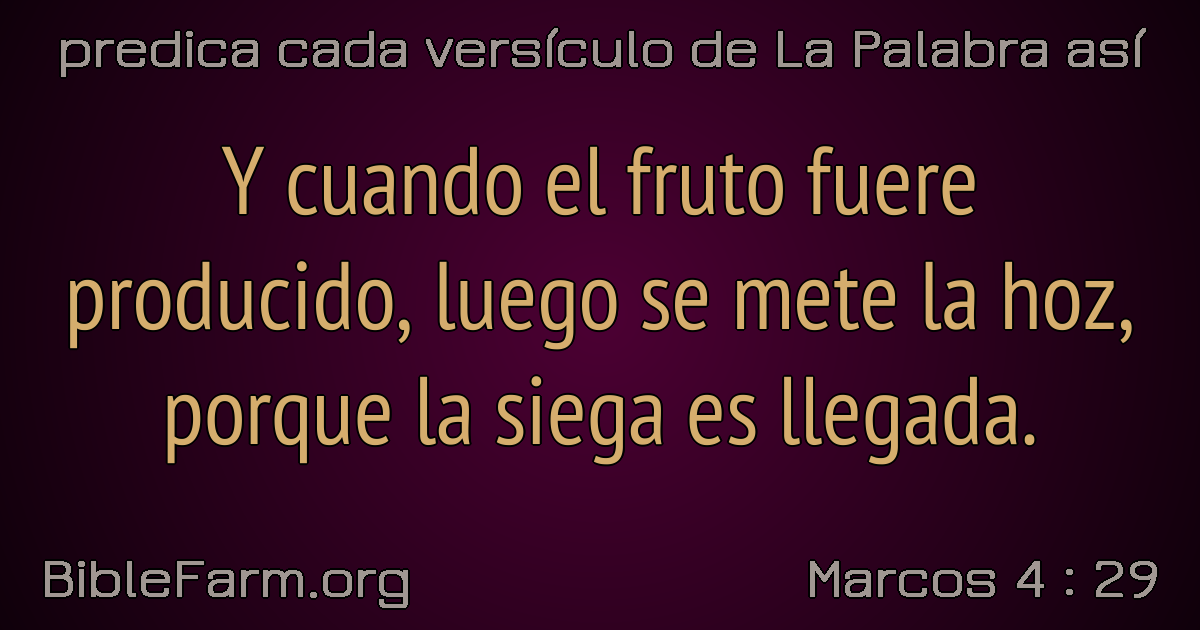 predica cada versículo de La Palabra así
Y cuando el fruto fuere
producido, luego se mete la hoz,
porque la siega es llegada.
BibleFarm.org
Marcos 4 : 29